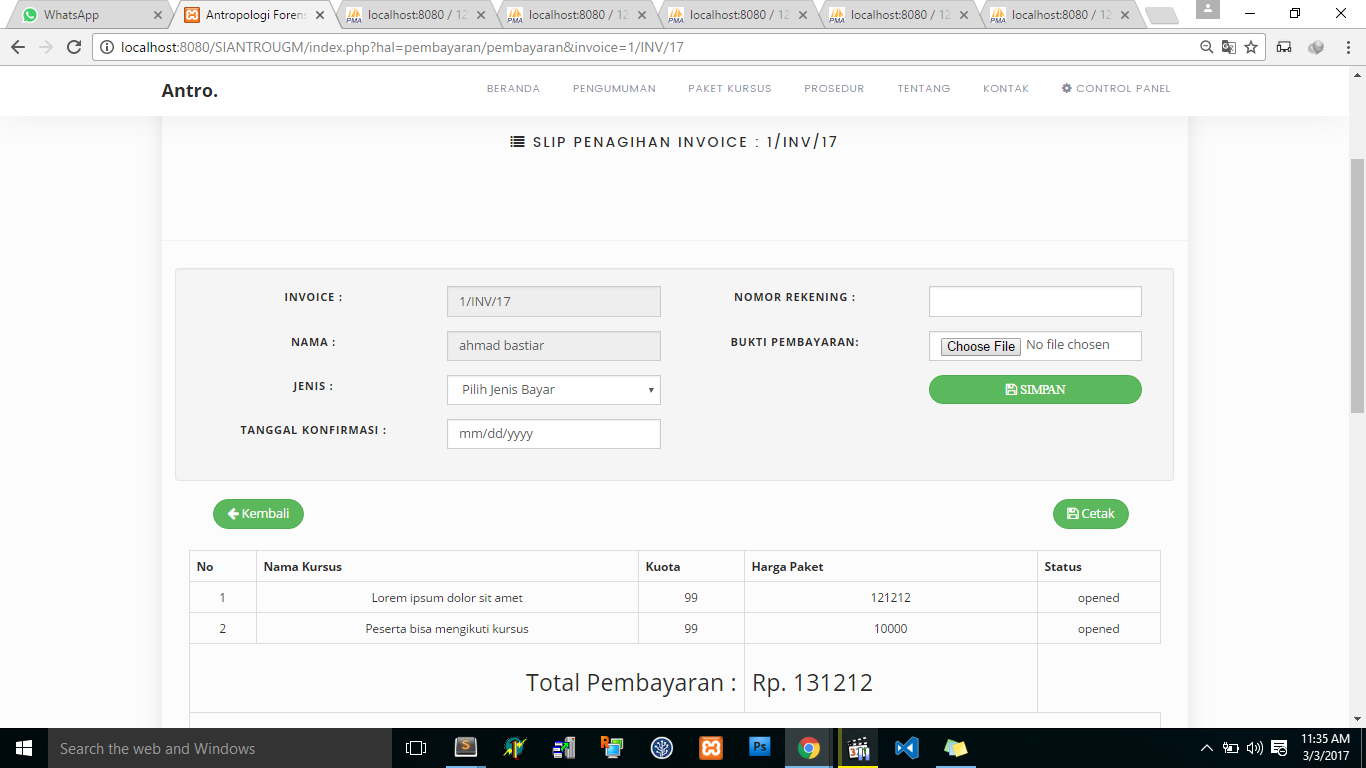 WhatsApp
Antropologi Forens
localhost:8080 / 12
localhost:8080 / 12
localhost:8080 / 12
localhost:8080 / 12
localhost:8080 / 12
localhost:8080/SIANTROUGM/index.php?hal=pembayaran/pembayaran&invoice=1/INV/17
Antro.
BERANDA PENGUMUMAN PAKET KURSUS PROSEDUR TENTANG KONTAK CONTROL PANEL
SLIP PENAGIHAN INVOICE : 1/INV/17
INVOICE : 1/INV/17
NOMOR REKENING :
NAMA : ahmad bastiar
BUKTI PEMBAYARAN: Choose File No file chosen
JENIS : Pilih Jenis Bayar
SIMPAN
TANGGAL KONFIRMASI : mm/dd/yyyy
Kembali
Cetak
No Nama Kursus Kuota Harga Paket Status
1 Lorem ipsum dolor sit amet 99 121212 opened
2 Peserta bisa mengikuti kursus 99 10000 opened
Total Pembayaran : Rp. 131212
Search the web and Windows
11:35 AM
3/3/2017